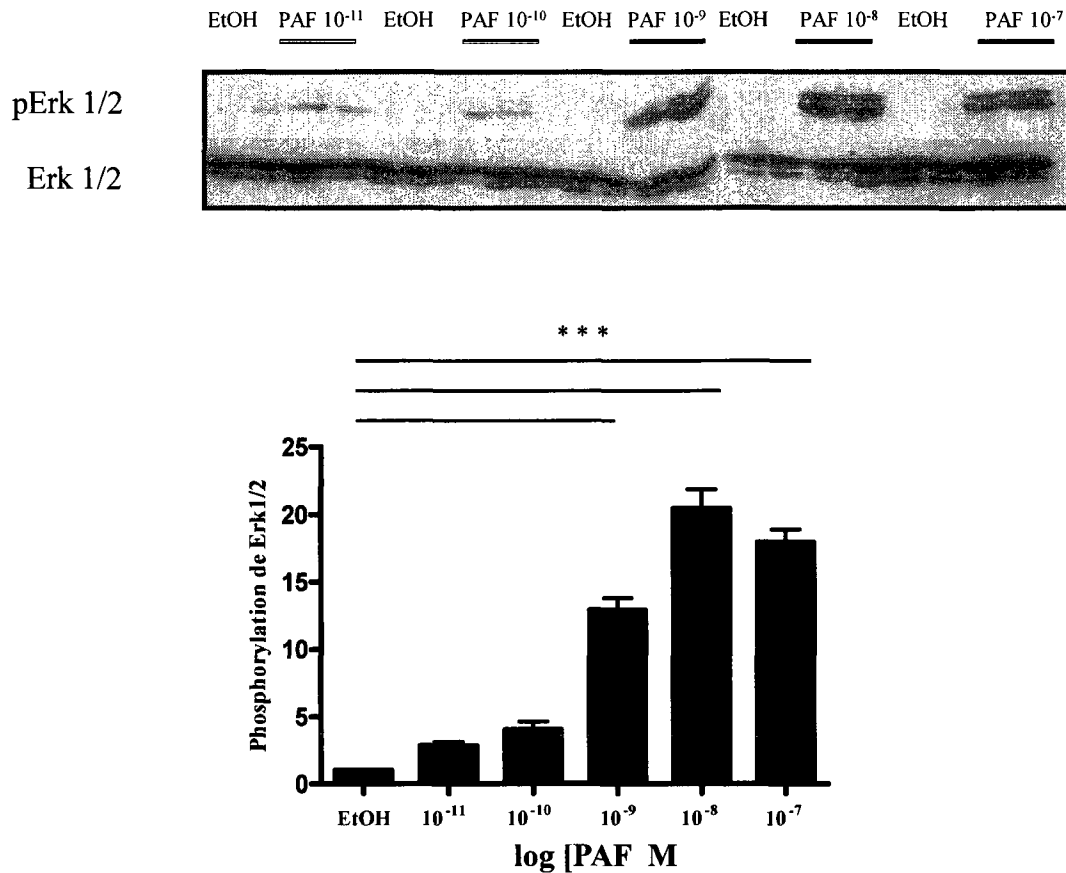 EtOH PAF 10⁻¹¹ EtOH PAF 10⁻¹⁰ EtOH PAF 10⁻⁹ EtOH PAF 10⁻⁸ EtOH PAF 10⁻⁷
pErk 1/2
Erk 1/2
***
Phosphorylation de Erk1/2
25
20
15
10
5
0
EtOH 10⁻¹¹ 10⁻¹⁰ 10⁻⁹ 10⁻⁸ 10⁻⁷
log [PAF M